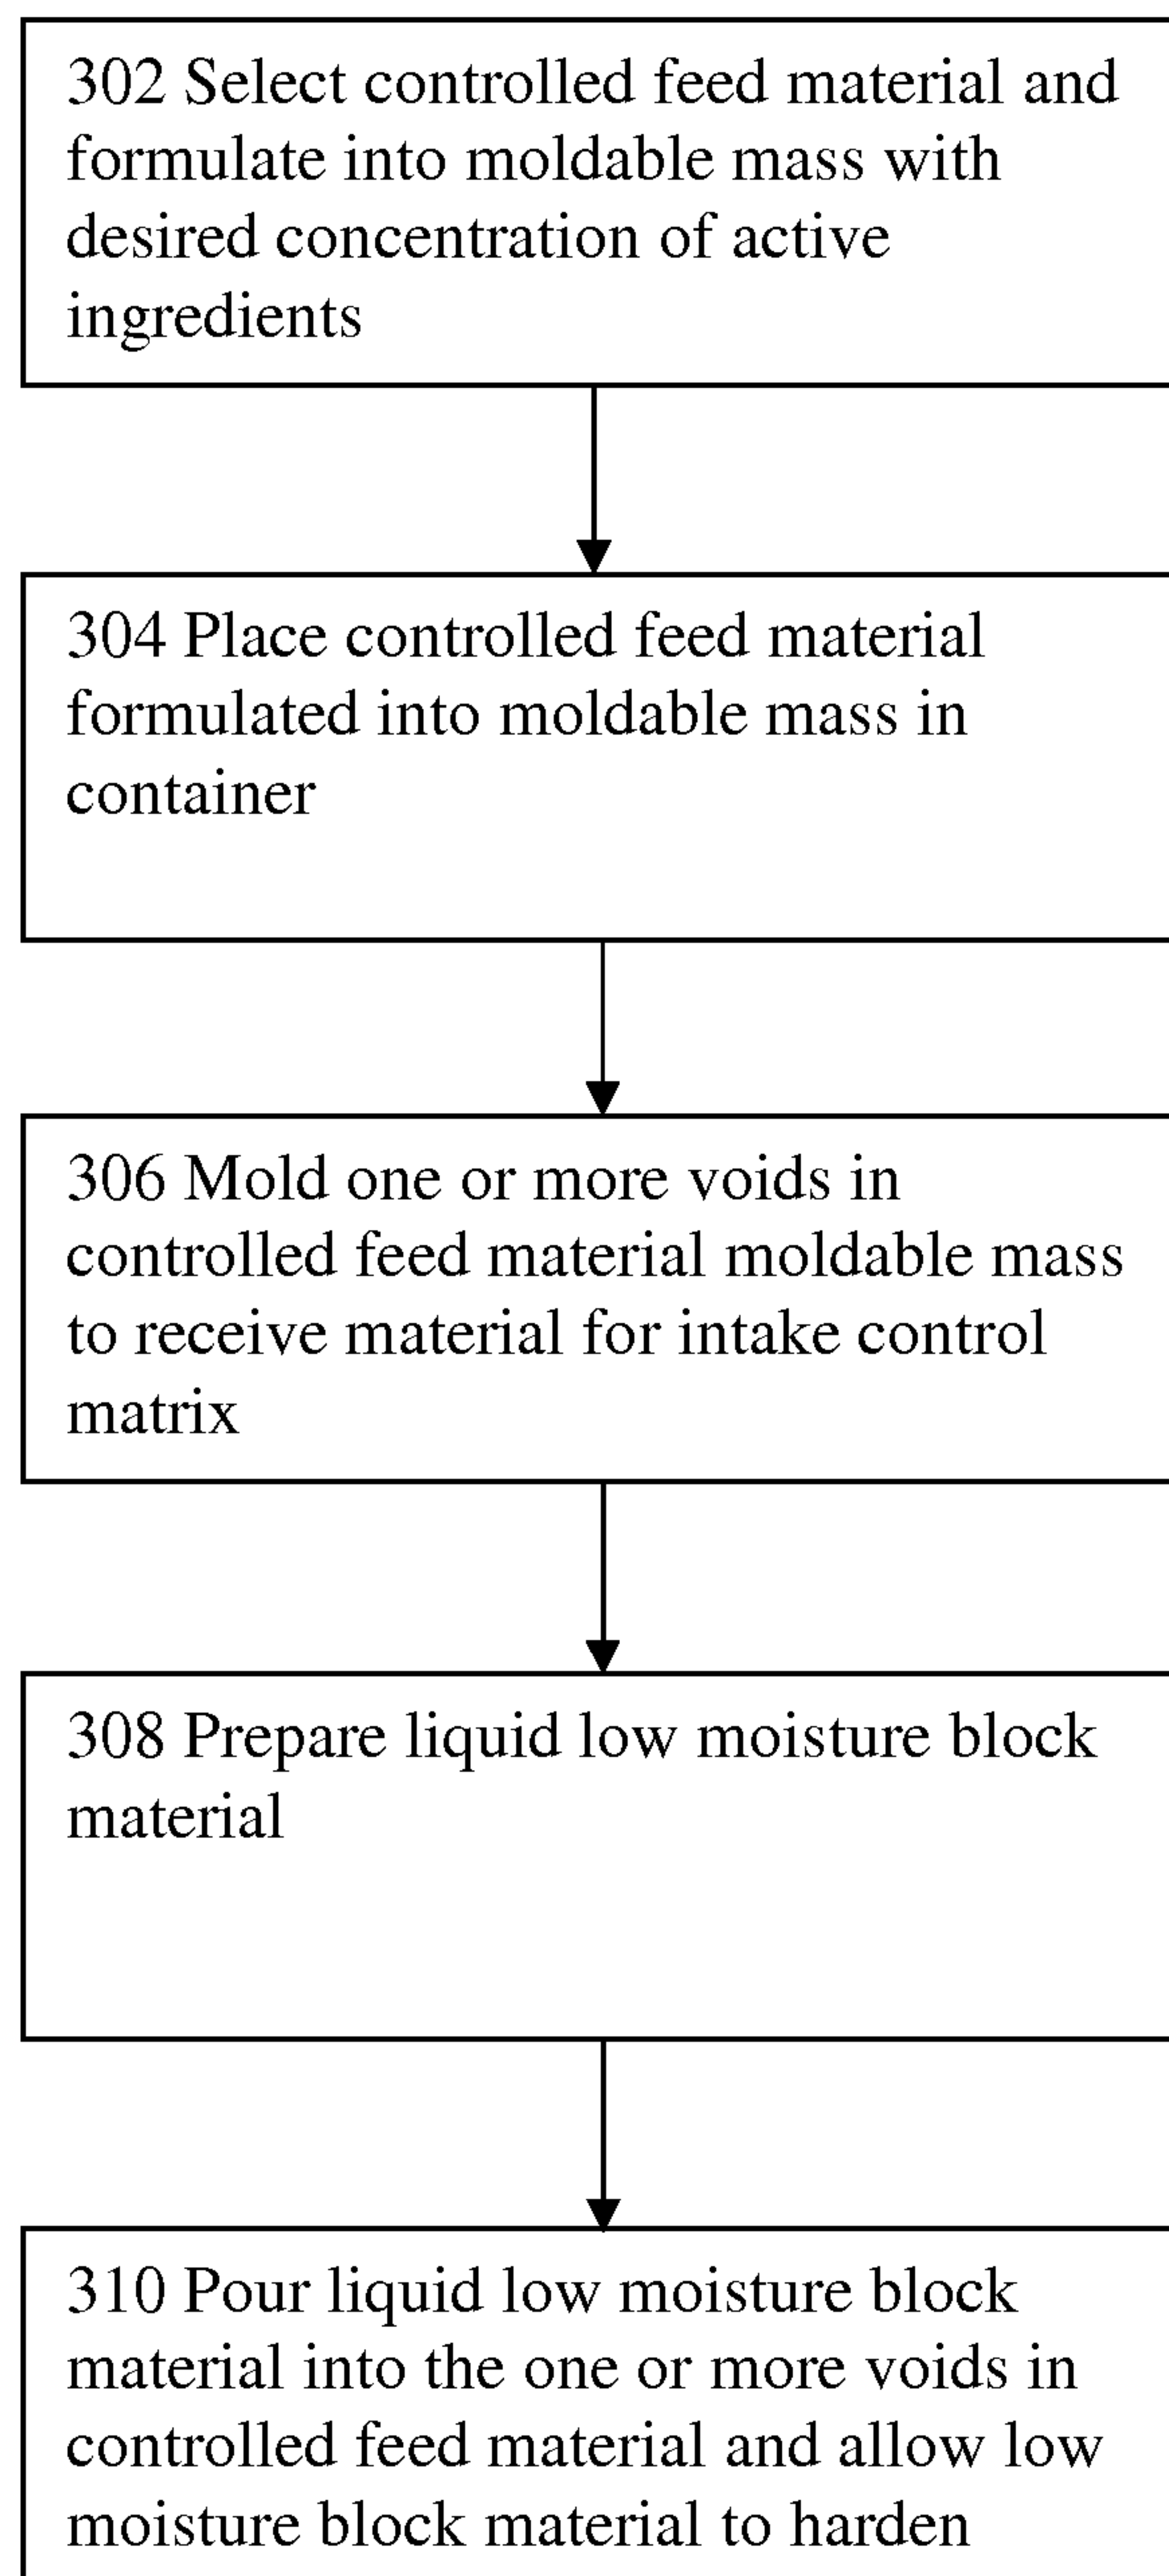 302 Select controlled feed material and
formulate into moldable mass with
desired concentration of active
ingredients
304 Place controlled feed material
formulated into moldable mass in
container
306 Mold one or more voids in
controlled feed material moldable mass
to receive material for intake control
matrix
308 Prepare liquid low moisture block
material
310 Pour liquid low moisture block
material into the one or more voids in
controlled feed material and allow low
moisture block material to harden